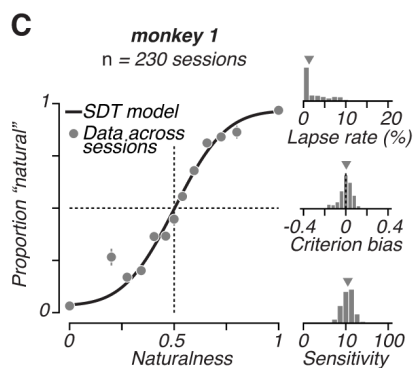 C
monkey 1
n = 230 sessions
1
0
Proportion “natural”
SDT model
Data across
sessions
0 0.5 1
Naturalness
0 10 20
Lapse rate (%)
-0.4 0 0.4
Criterion bias
0 10 100
Sensitivity